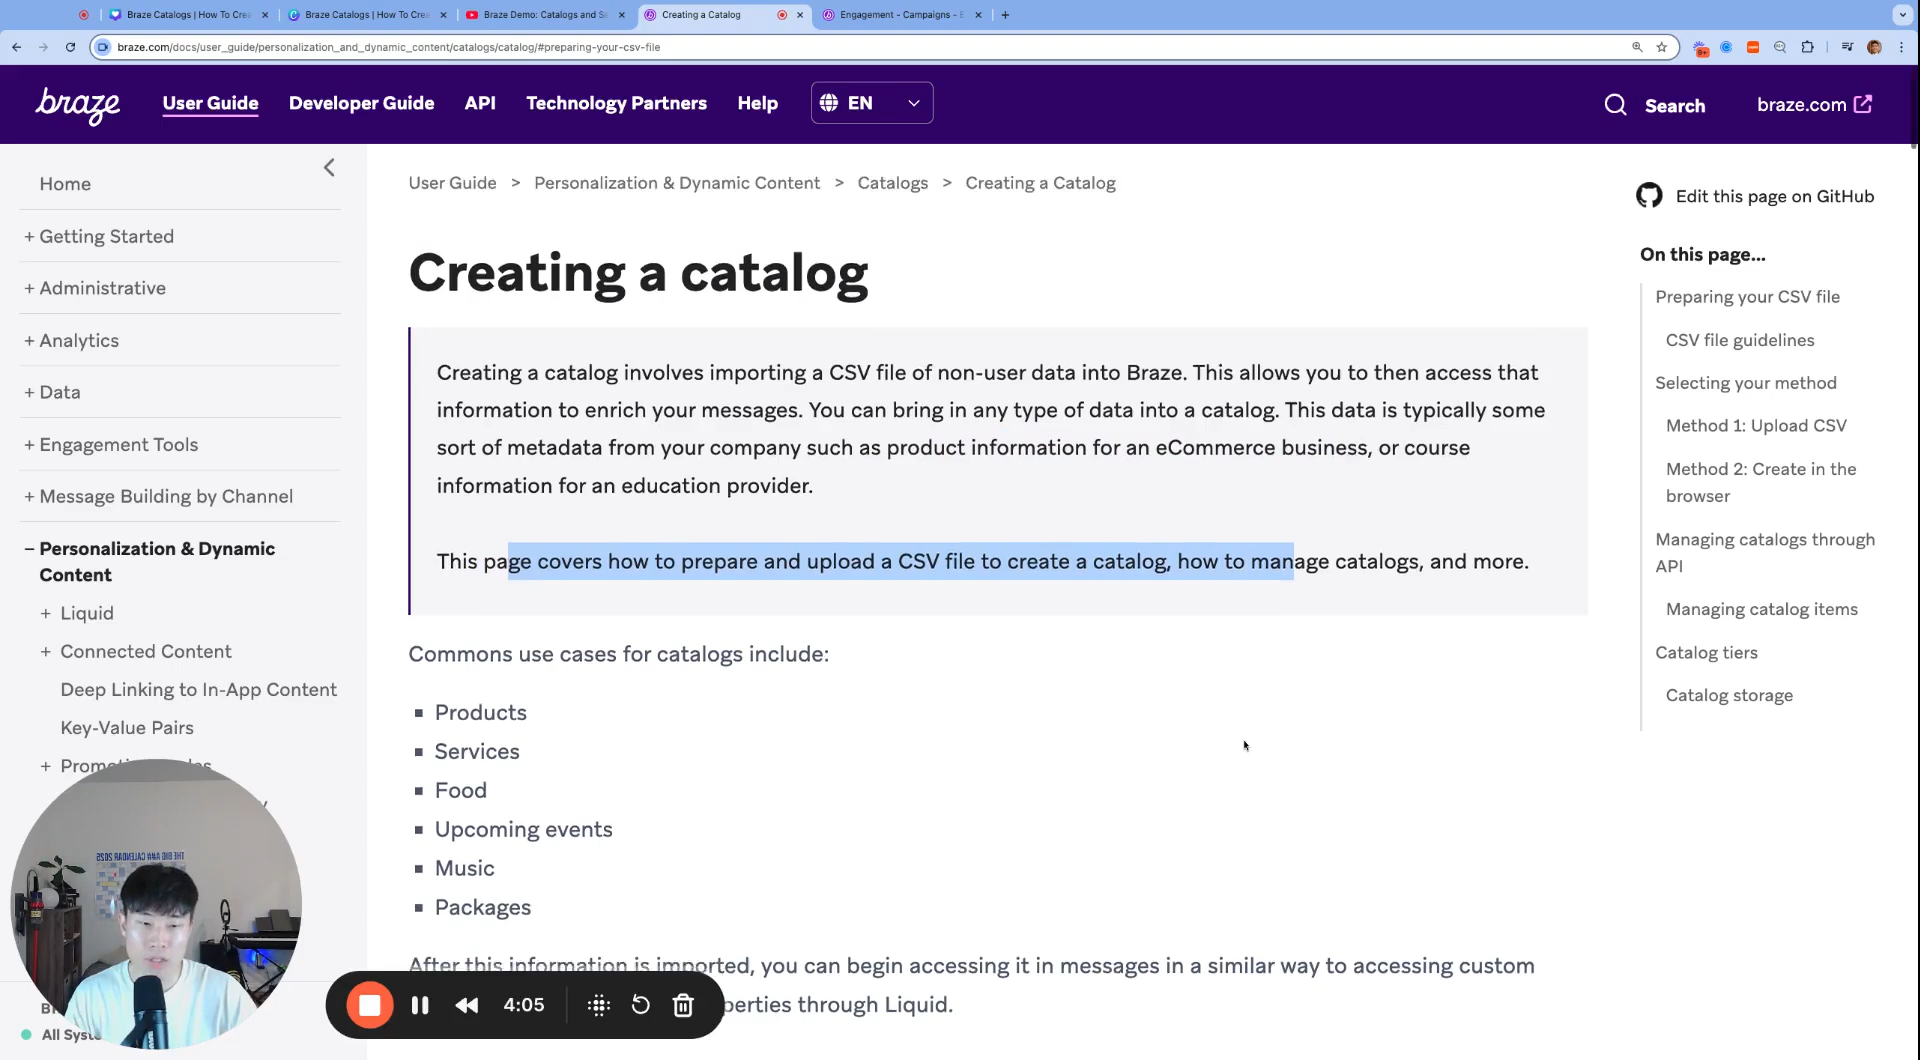 Braze Catalogs | How To Crea
Braze Catalogs | How To Crea
Braze Demo: Catalogs and Se
Creating a Catalog
Engagement - Campaigns - B
braze.com/docs/user_guide/personalization_and_dynamic_content/catalogs/catalog/#preparing-your-csv-file
9+
braze
User Guide
Developer Guide
API
Technology Partners
Help
EN
Search
braze.com
Home
+ Getting Started
+ Administrative
+ Analytics
+ Data
+ Engagement Tools
+ Message Building by Channel
– Personalization & Dynamic
Content
+ Liquid
+ Connected Content
Deep Linking to In-App Content
Key-Value Pairs
+
THE BIG A## CALENDAR 2025
All Syst
User Guide > Personalization & Dynamic Content > Catalogs > Creating a Catalog
Creating a catalog
Creating a catalog involves importing a CSV file of non-user data into Braze. This allows you to then access that
information to enrich your messages. You can bring in any type of data into a catalog. This data is typically some
sort of metadata from your company such as product information for an eCommerce business, or course
information for an education provider.
This page covers how to prepare and upload a CSV file to create a catalog, how to manage catalogs, and more.
Commons use cases for catalogs include:
Products
Services
Food
Upcoming events
Music
Packages
After this information is imported, you can begin accessing it in messages in a similar way to accessing custom
perties through Liquid.
4:05
Edit this page on GitHub
On this page...
Preparing your CSV file
CSV file guidelines
Selecting your method
Method 1: Upload CSV
Method 2: Create in the
browser
Managing catalogs through
API
Managing catalog items
Catalog tiers
Catalog storage